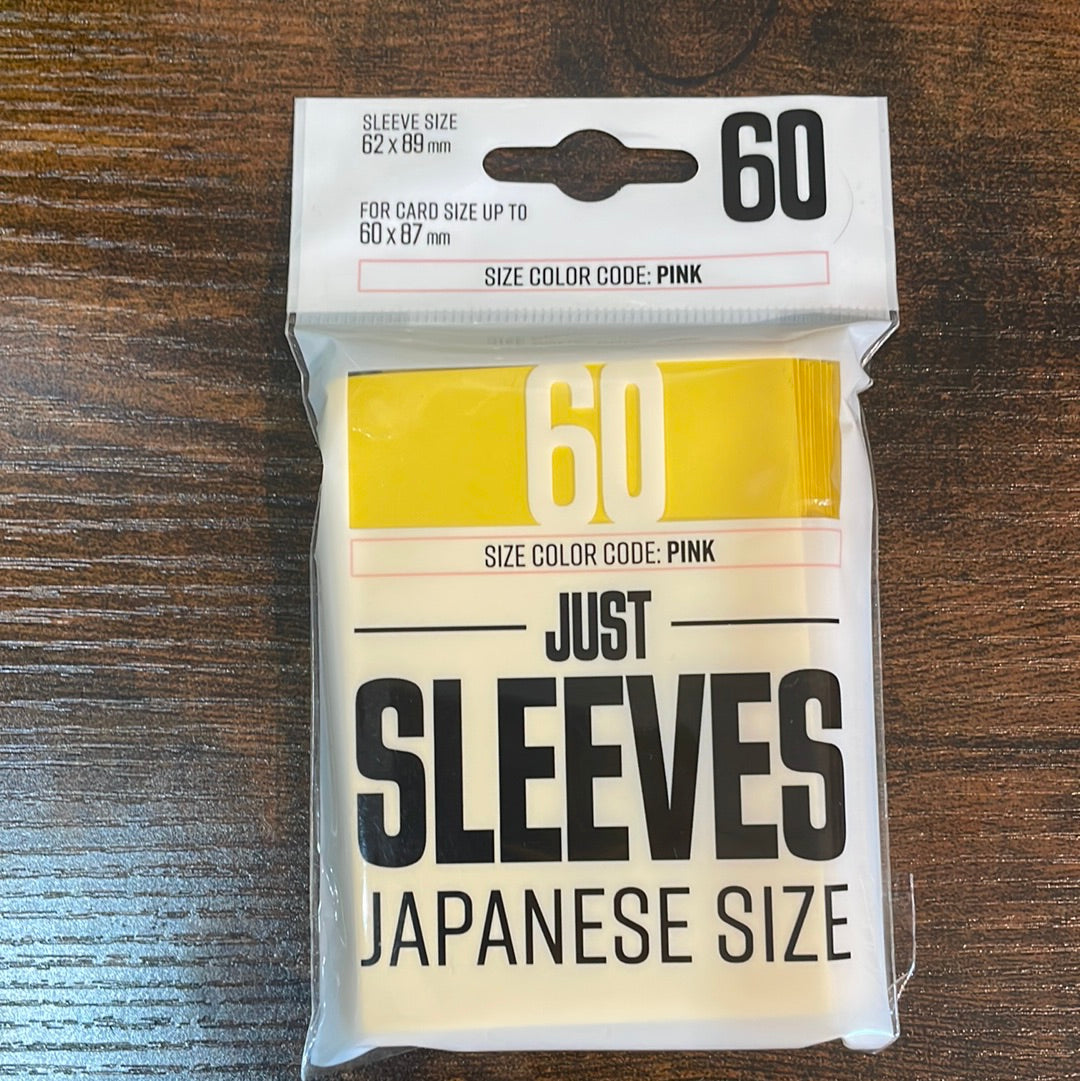 SLEEVE SIZE
62 x 89 mm
60
FOR CARD SIZE UP TO
60 x 87 mm
SIZE COLOR CODE: PINK
60
SIZE COLOR CODE: PINK
JUST
SLEEVES
JAPANESE SIZE